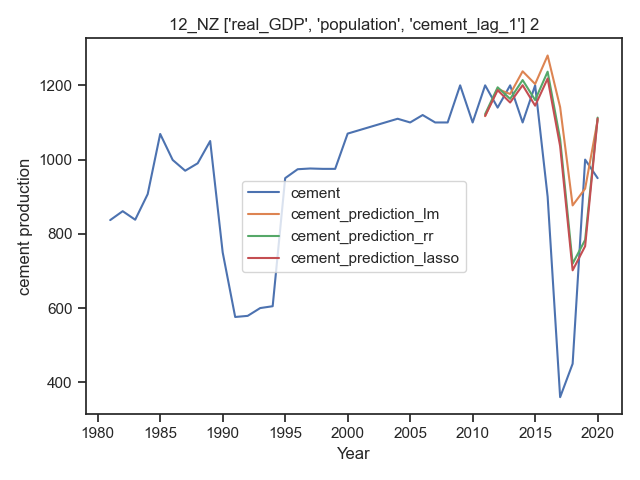 12_NZ ['real_GDP', 'population', 'cement_lag_1'] 2
cement production
1200
1000
800
600
400
cement
cement_prediction_lm
cement_prediction_rr
cement_prediction_lasso
1980 1985 1990 1995 2000 2005 2010 2015 2020
Year